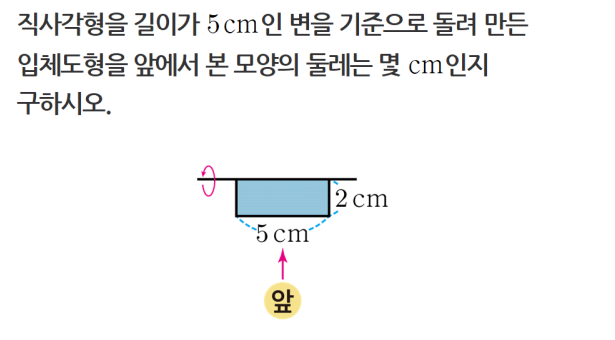 직사각형을 길이가 5 cm인 변을 기준으로 돌려 만든
입체도형을 앞에서 본 모양의 둘레는 몇 cm인지
구하시오.
2 cm
5 cm
앞